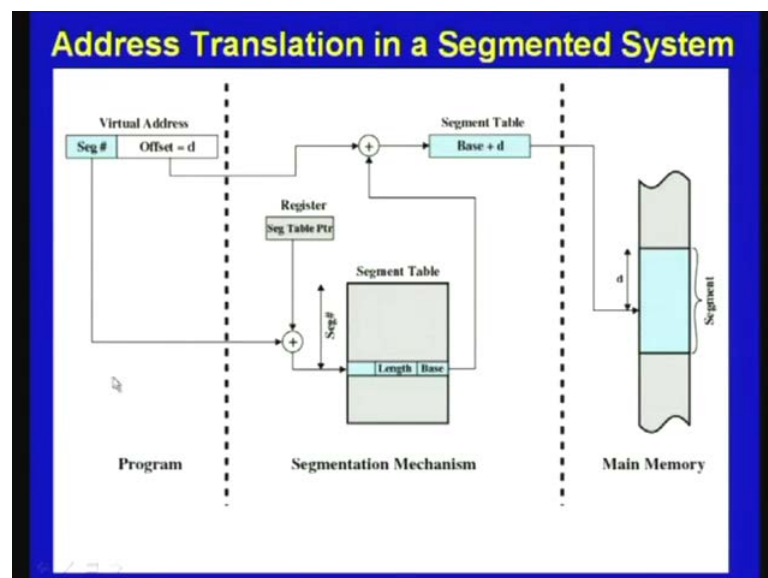 Address Translation in a Segmented System
Virtual Address
Seg # Offset = d
Segment Table
Base + d
Register
Seg Table Ptr
Segment Table
Seg#
Length Base
d
Segment
Program
Segmentation Mechanism
Main Memory
+
+